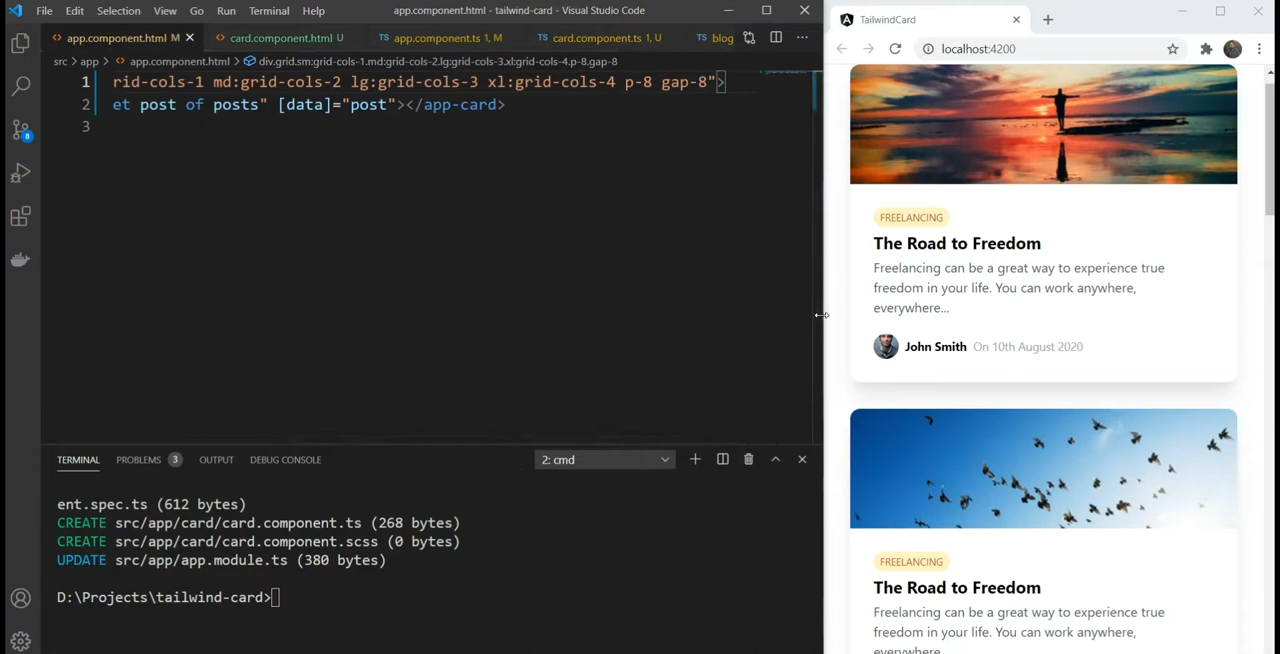 File Edit Selection View Go Run Terminal Help app.component.html - tailwind-card - Visual Studio Code
app.component.html M card.component.html U TS app.component.ts 1, M TS card.component.ts 1, U TS blog
src > app > app.component.html > div.grid.sm:grid-cols-1.md:grid-cols-2.lg:grid-cols-3.xl:grid-cols-4.p-8.gap-8
1 rid-cols-1 md:grid-cols-2 lg:grid-cols-3 xl:grid-cols-4 p-8 gap-8">
2 et post of posts" [data]="post"></app-card>
3
8
TERMINAL PROBLEMS 3 OUTPUT DEBUG CONSOLE 2: cmd
ent.spec.ts (612 bytes)
CREATE src/app/card/card.component.ts (268 bytes)
CREATE src/app/card/card.component.scss (0 bytes)
UPDATE src/app/app.module.ts (380 bytes)
D:\Projects\tailwind-card>
TailwindCard
localhost:4200
FREELANCING
The Road to Freedom
Freelancing can be a great way to experience true
freedom in your life. You can work anywhere,
everywhere...
John Smith On 10th August 2020
FREELANCING
The Road to Freedom
Freelancing can be a great way to experience true
freedom in your life. You can work anywhere,
everywhere